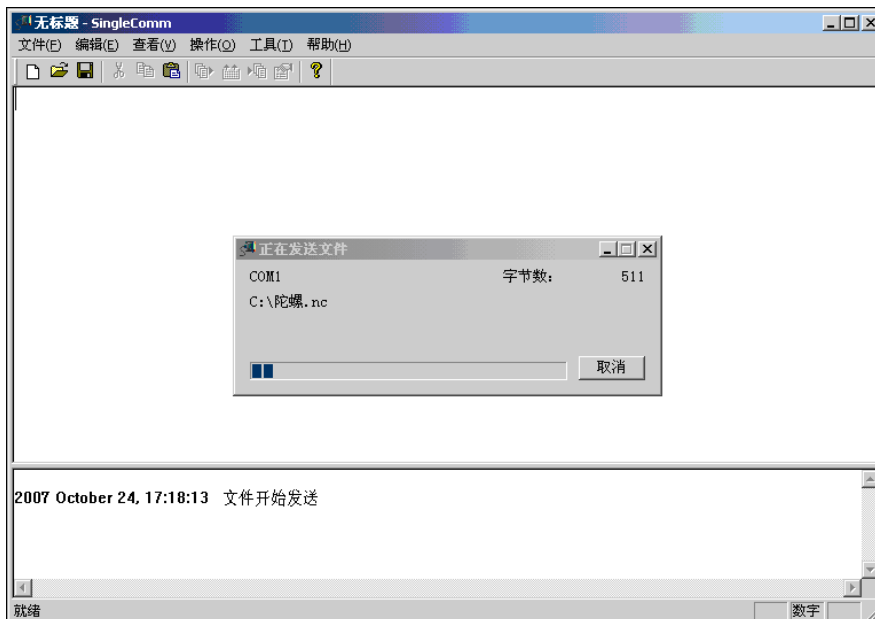 无标题 - SingleComm
文件(F) 编辑(E) 查看(V) 操作(O) 工具(T) 帮助(H)
正在发送文件
COM1 字节数: 511
C:\陀螺.nc
取消
2007 October 24, 17:18:13 文件开始发送
就绪 数字